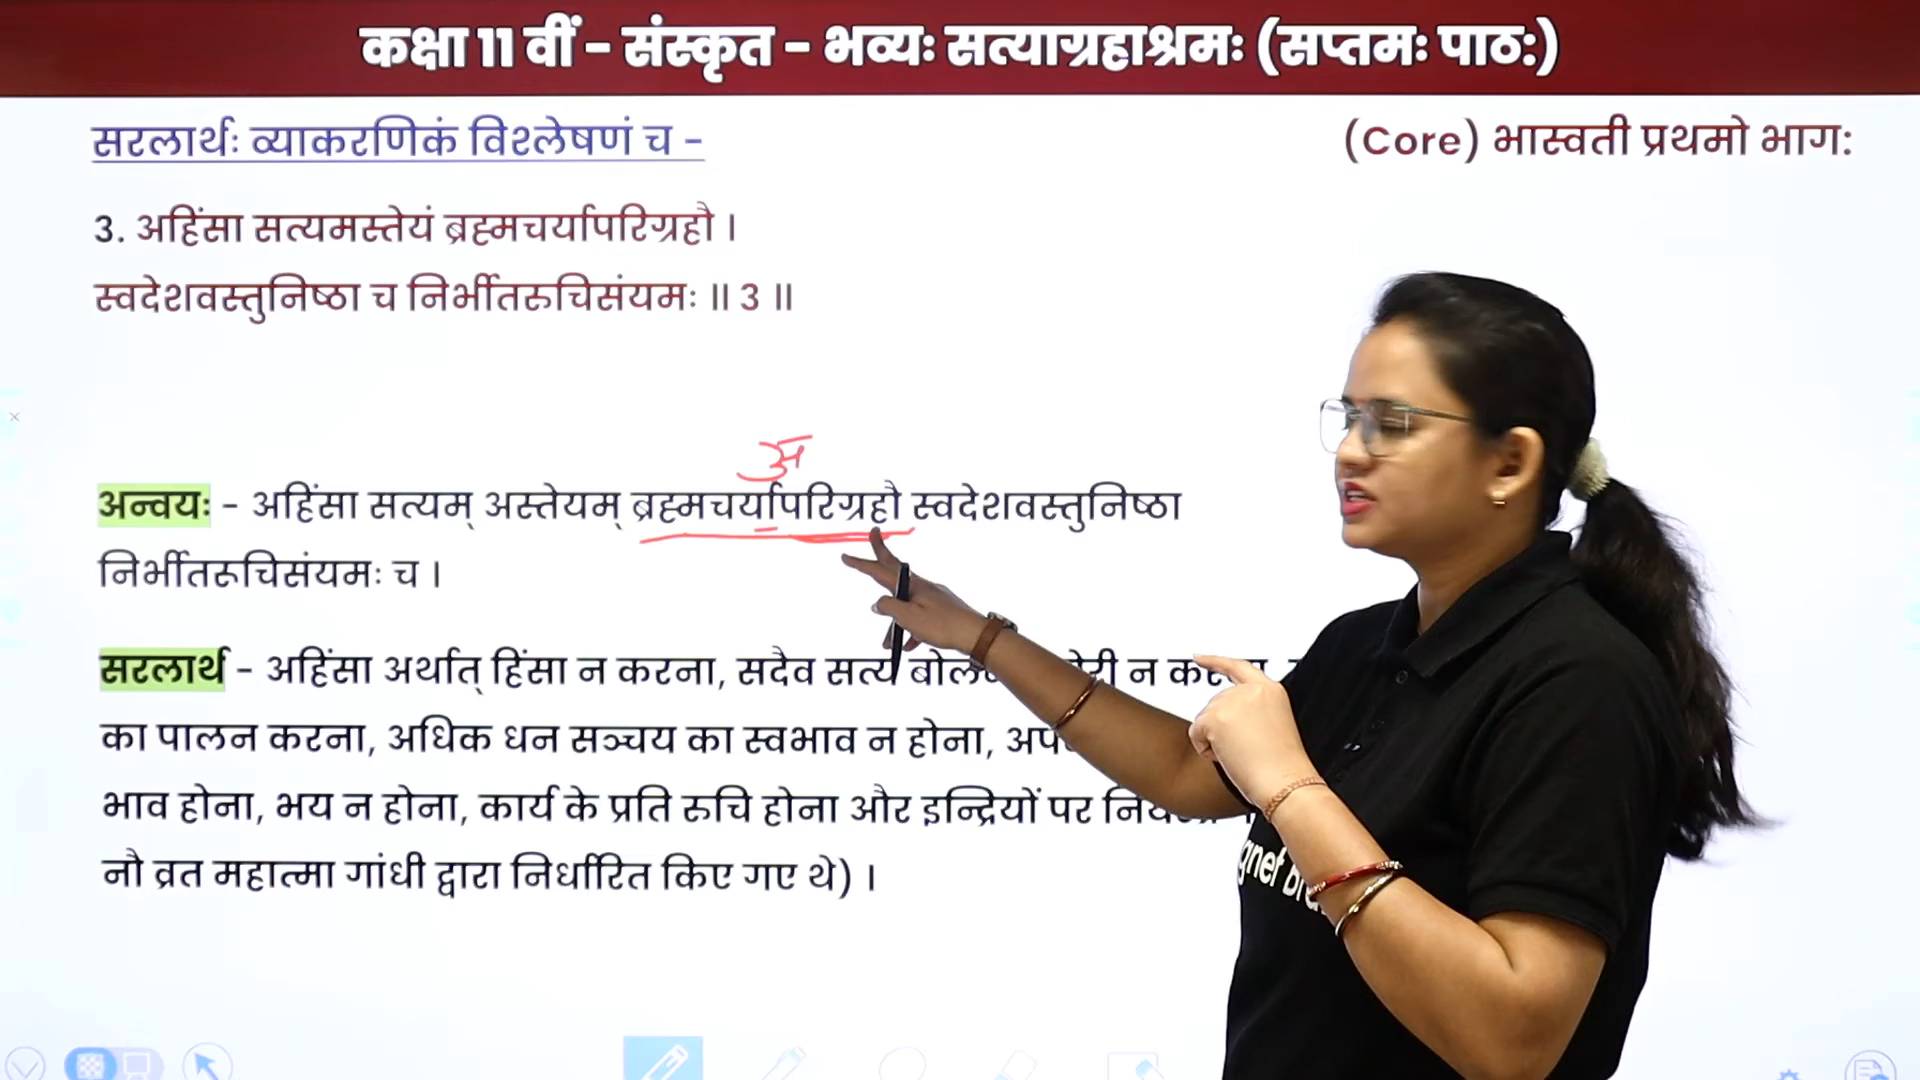 कक्षा 11 वीं - संस्कृत - भव्यः सत्याग्रहाश्रमः (सप्तमः पाठः)
सरलार्थः व्याकरणिकं विश्लेषणं च -
(Core) भास्वती प्रथमो भागः
3. अहिंसा सत्यमस्तेयं ब्रह्मचर्यापरिग्रहौ ।
स्वदेशवस्तुनिष्ठा च निर्भीतरुचिसंयमः ॥ 3 ॥
अ
अन्वयः - अहिंसा सत्यम् अस्तेयम् ब्रह्मचर्यापरिग्रहौ स्वदेशवस्तुनिष्ठा
निर्भीतरूचिसंयमः च ।
सरलार्थ - अहिंसा अर्थात् हिंसा न करना, सदैव सत्य न
का पालन करना, अधिक धन सञ्चय का स्वभाव न होना,
भाव होना, भय न होना, कार्य के प्रति रुचि होना और इन्द्रियों पर
नौ व्रत महात्मा गांधी द्वारा निर्धारित किए गए थे) ।